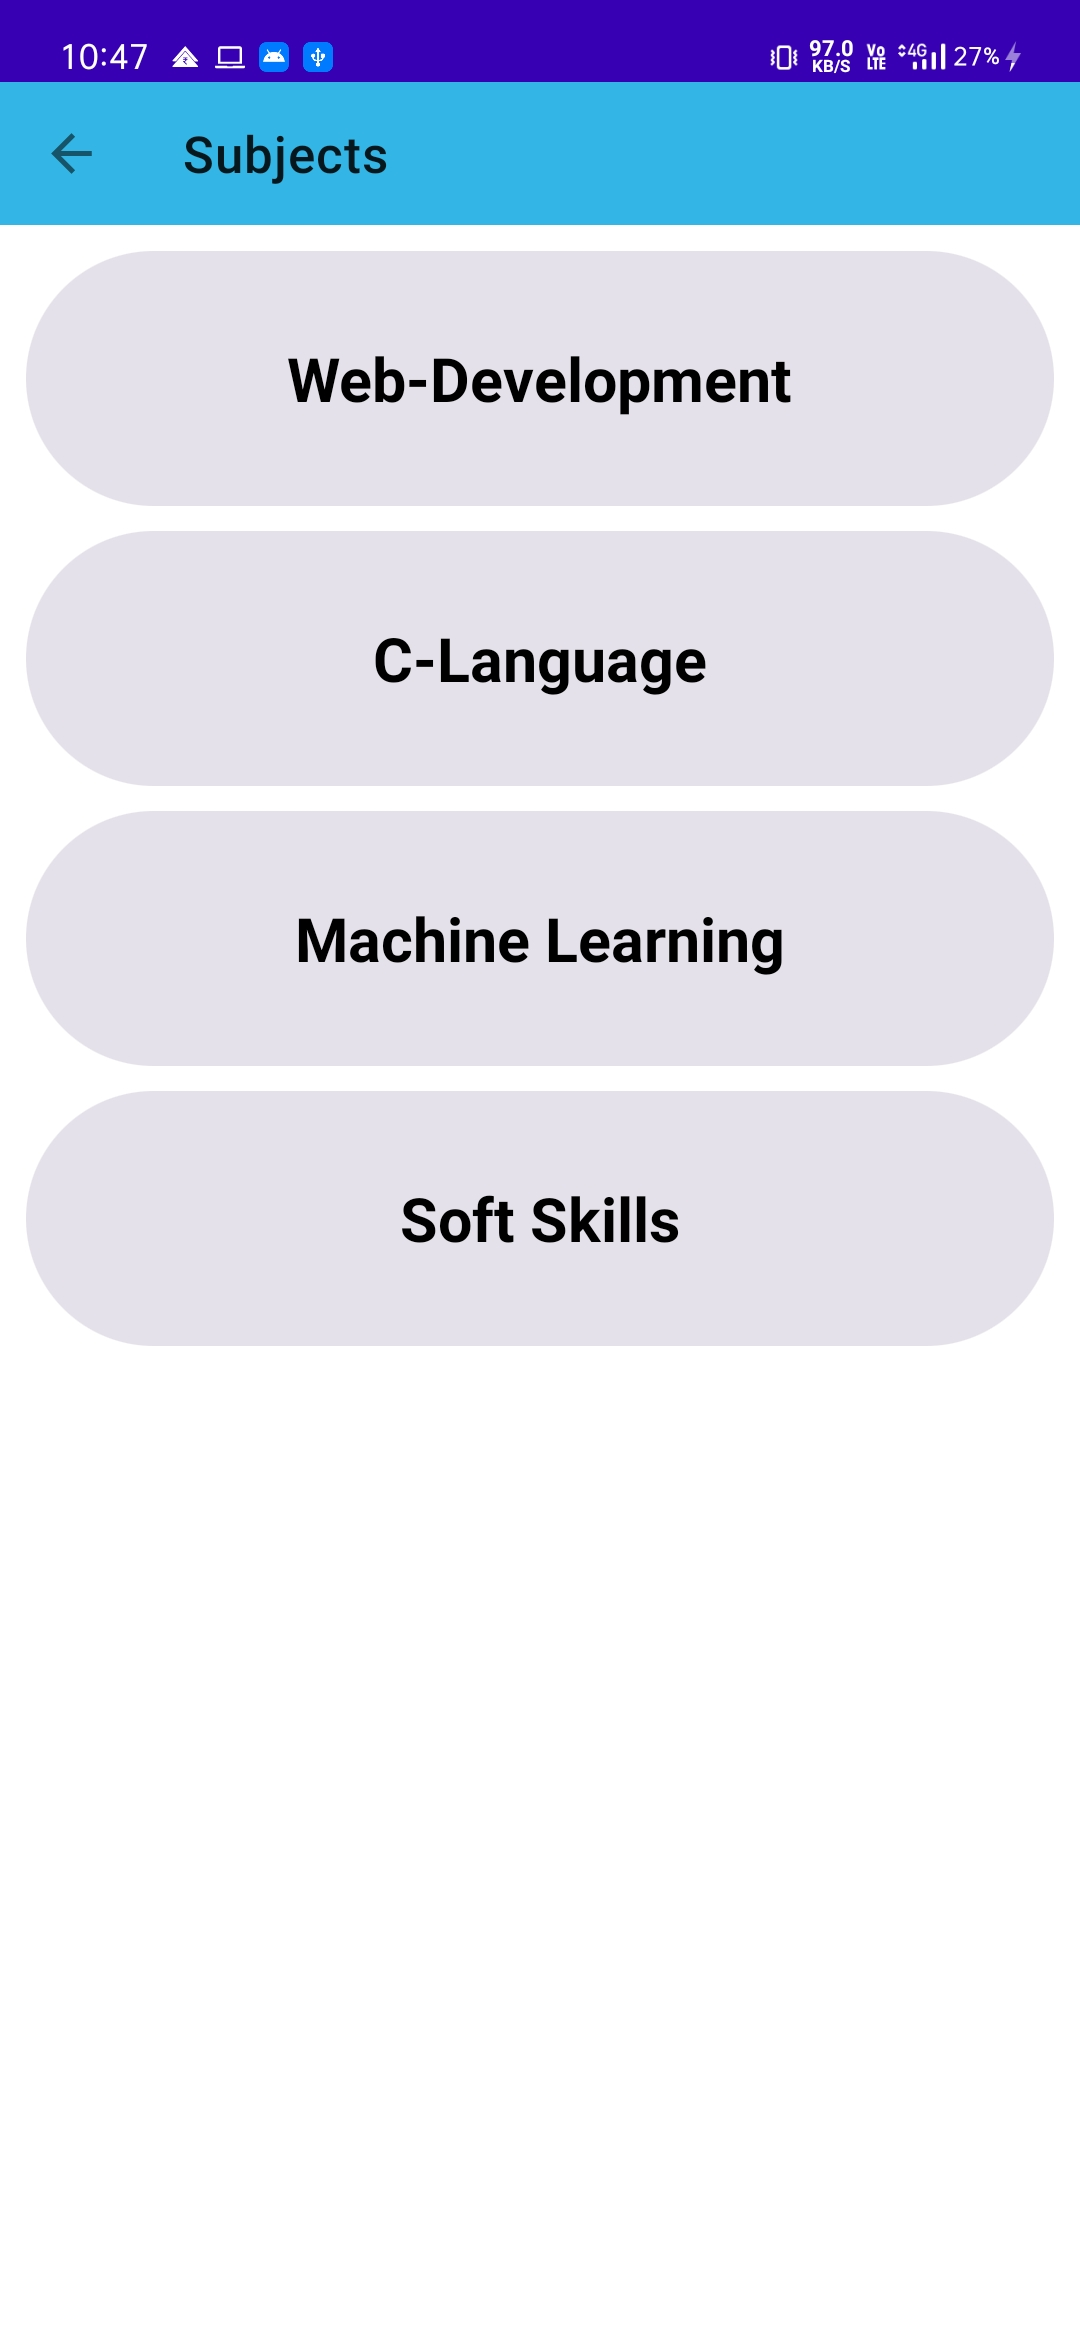 10:47 97.0 KB/S Vo LTE 4G 27%
Subjects
Web-Development
C-Language
Machine Learning
Soft Skills